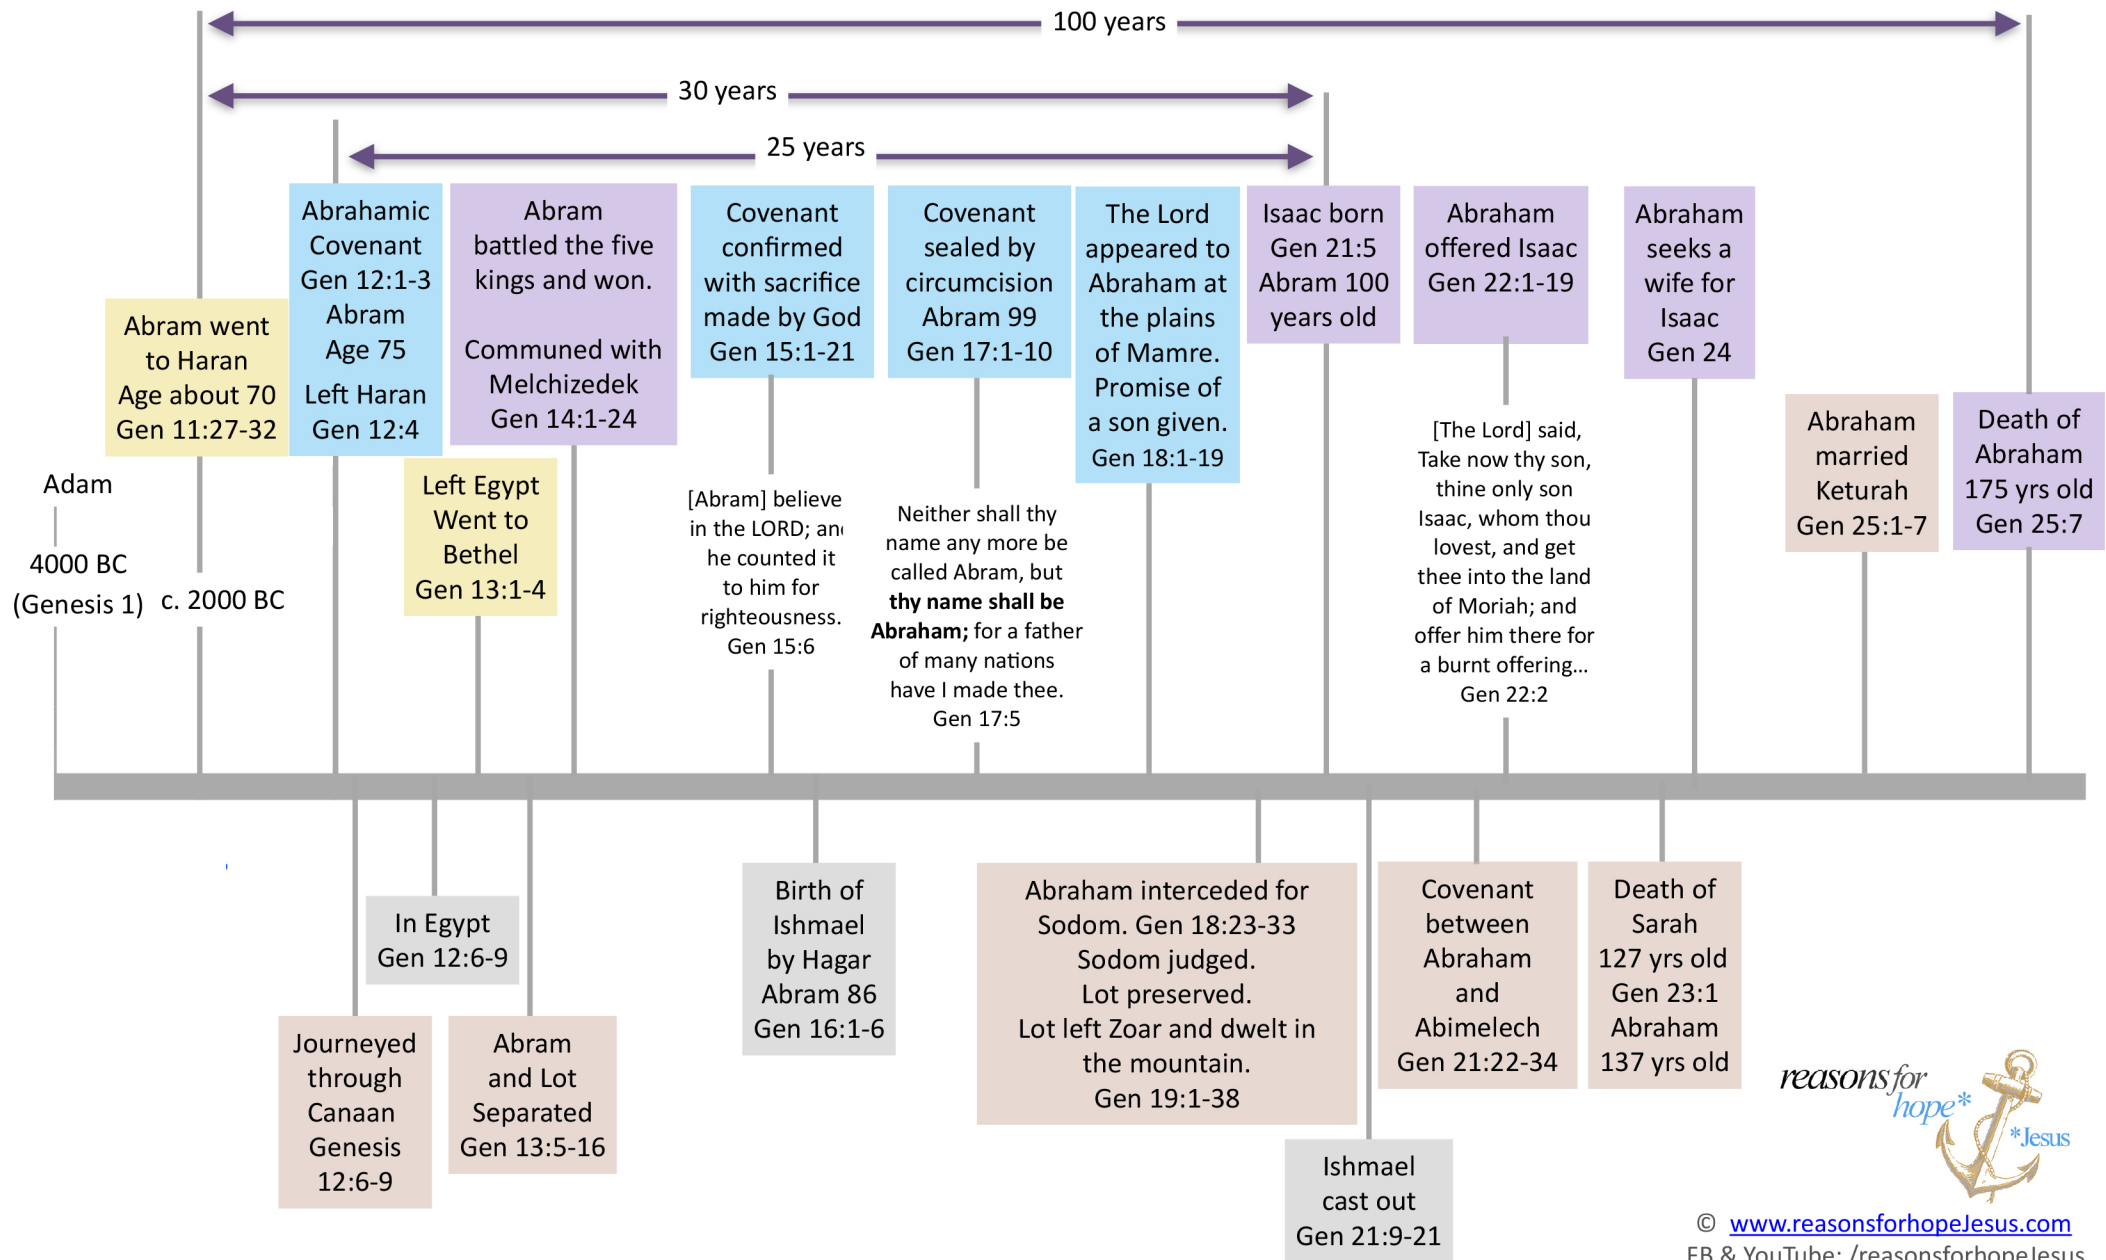 100 years
30 years
25 years
Abram went
to Haran
Age about 70
Gen 11:27-32
Abrahamic
Covenant
Gen 12:1-3
Abram
Age 75
Left Haran
Gen 12:4
Abram
battled the five
kings and won.
Communed with
Melchizedek
Gen 14:1-24
Covenant
confirmed
with sacrifice
made by God
Gen 15:1-21
Covenant
sealed by
circumcision
Abram 99
Gen 17:1-10
The Lord
appeared to
Abraham at
the plains
of Mamre.
Promise of
a son given.
Gen 18:1-19
Isaac born
Gen 21:5
Abram 100
years old
Abraham
offered Isaac
Gen 22:1-19
Abraham
seeks a
wife for
Isaac
Gen 24
Abraham
married
Keturah
Gen 25:1-7
Death of
Abraham
175 yrs old
Gen 25:7
Adam
4000 BC
(Genesis 1)
c. 2000 BC
Left Egypt
Went to
Bethel
Gen 13:1-4
[Abram] believe
in the LORD; and
he counted it
to him for
righteousness.
Gen 15:6
Neither shall thy
name any more be
called Abram, but
thy name shall be
Abraham; for a father
of many nations
have I made thee.
Gen 17:5
[The Lord] said,
Take now thy son,
thine only son
Isaac, whom thou
lovest, and get
thee into the land
of Moriah; and
offer him there for
a burnt offering...
Gen 22:2
In Egypt
Gen 12:6-9
Journeyed
through
Canaan
Genesis
12:6-9
Abram
and Lot
Separated
Gen 13:5-16
Birth of
Ishmael
by Hagar
Abram 86
Gen 16:1-6
Abraham interceded for
Sodom. Gen 18:23-33
Sodom judged.
Lot preserved.
Lot left Zoar and dwelt in
the mountain.
Gen 19:1-38
Ishmael
cast out
Gen 21:9-21
Covenant
between
Abraham
and
Abimelech
Gen 21:22-34
Death of
Sarah
127 yrs old
Gen 23:1
Abraham
137 yrs old
reasons for
hope*
*Jesus
© www.reasonsforhopeJesus.com
FB & YouTube: /reasonsforhopeJesus